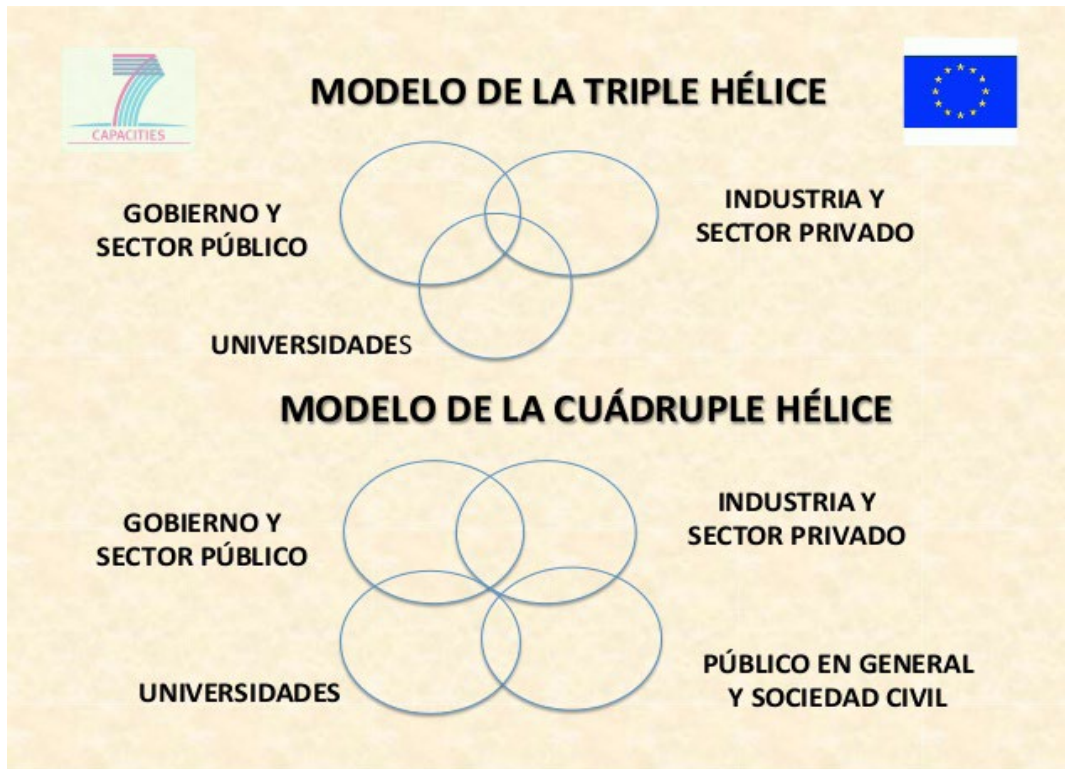 7
CAPACITIES
MODELO DE LA TRIPLE HÉLICE
GOBIERNO Y
SECTOR PÚBLICO
INDUSTRIA Y
SECTOR PRIVADO
UNIVERSIDADES
MODELO DE LA CUÁDRUPLE HÉLICE
GOBIERNO Y
SECTOR PÚBLICO
INDUSTRIA Y
SECTOR PRIVADO
UNIVERSIDADES
PÚBLICO EN GENERAL
Y SOCIEDAD CIVIL